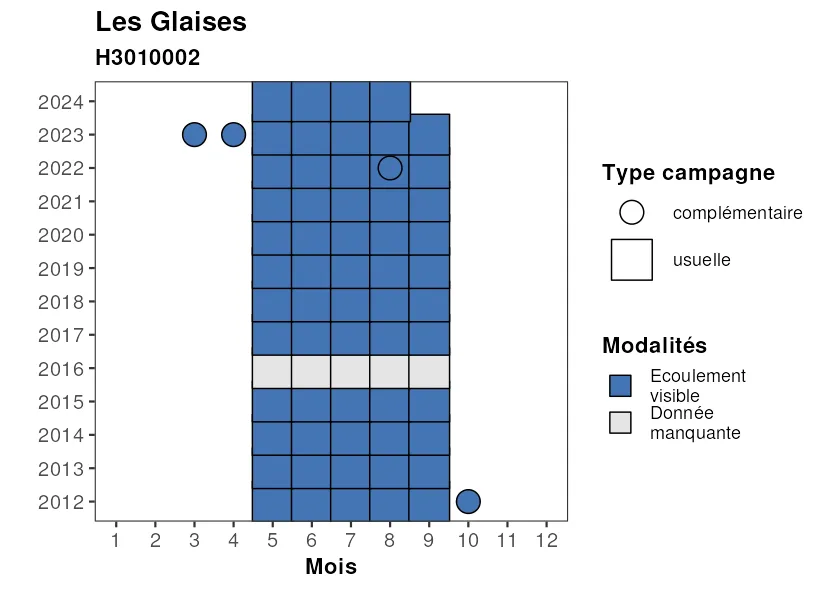 Les Glaises
H3010002
2024
2023
2022
2021
2020
2019
2018
2017
2016
2015
2014
2013
2012
1 2 3 4 5 6 7 8 9 10 11 12
Mois
Type campagne
complémentaire
usuelle
Modalités
Ecoulement
visible
Donnée
manquante